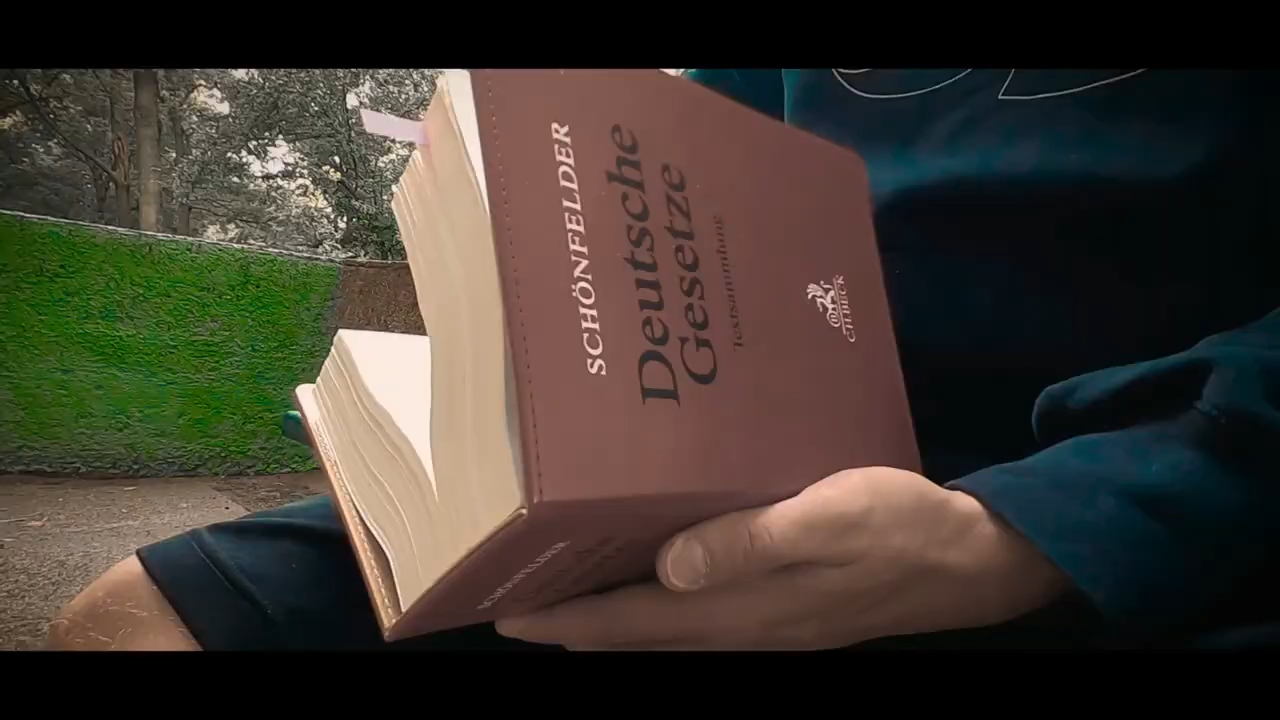 SCHÖNFELDER
Deutsche
Gesetze
Textsammlung
C·H·BECK
SCHÖNFELDER